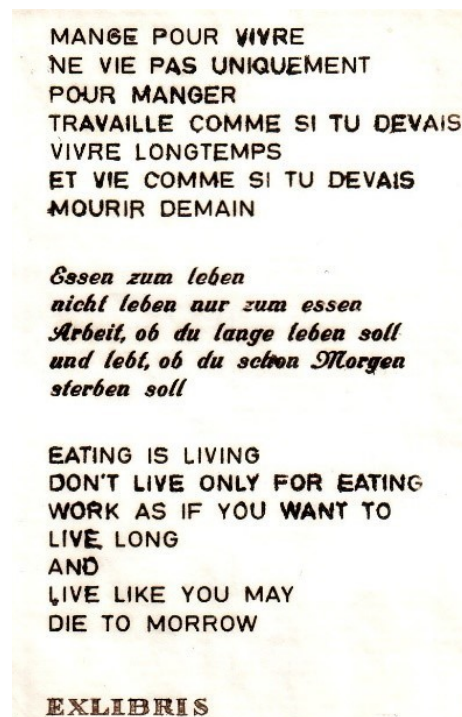 MANGE POUR VIVRE
NE VIE PAS UNIQUEMENT
POUR MANGER
TRAVAILLE COMME SI TU DEVAIS
VIVRE LONGTEMPS
ET VIE COMME SI TU DEVAIS
MOURIR DEMAIN
Essen zum leben
nicht leben nur zum essen
Arbeit, ob du lange leben soll
und lebt, ob du schon Morgen
sterben soll
EATING IS LIVING
DON'T LIVE ONLY FOR EATING
WORK AS IF YOU WANT TO
LIVE LONG
AND
LIVE LIKE YOU MAY
DIE TO MORROW
EXLIBRIS